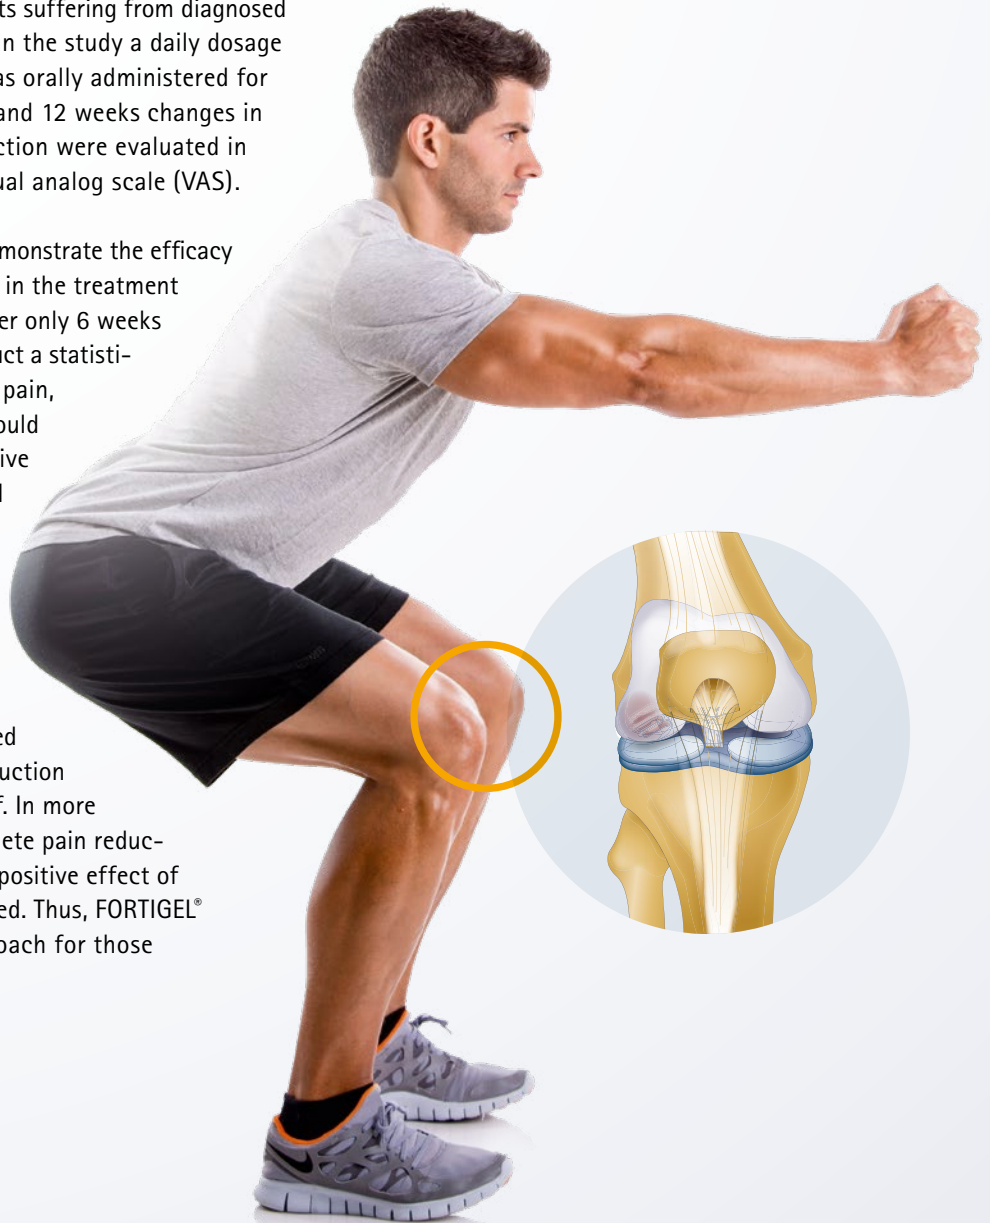 ts suffering from diagnosed
n the study a daily dosage
as orally administered for
and 12 weeks changes in
ction were evaluated in
ual analog scale (VAS).
monstrate the efficacy
in the treatment
er only 6 weeks
uct a statisti-
pain,
ould
ive
ed
uction
f. In more
ete pain reduc-
positive effect of
ed. Thus, FORTIGEL®
oach for those